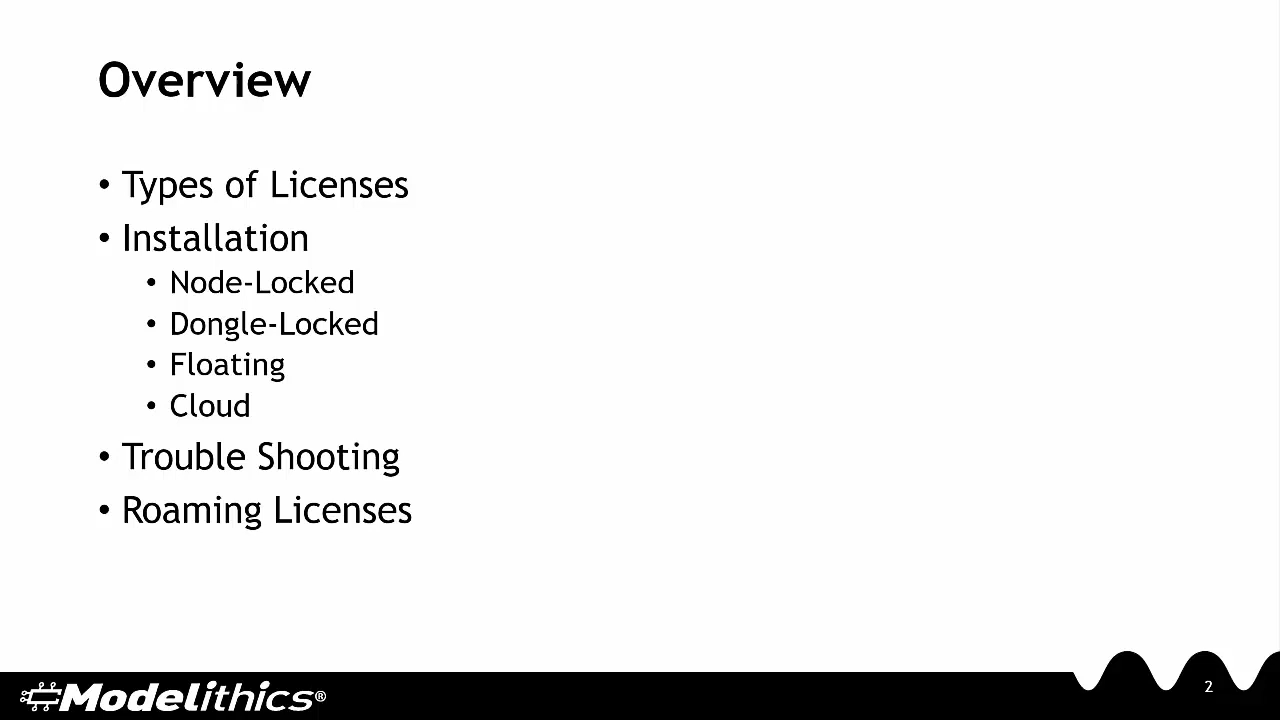 Overview
• Types of Licenses
• Installation
• Node-Locked
• Dongle-Locked
• Floating
• Cloud
• Trouble Shooting
• Roaming Licenses
Modelithics®
2